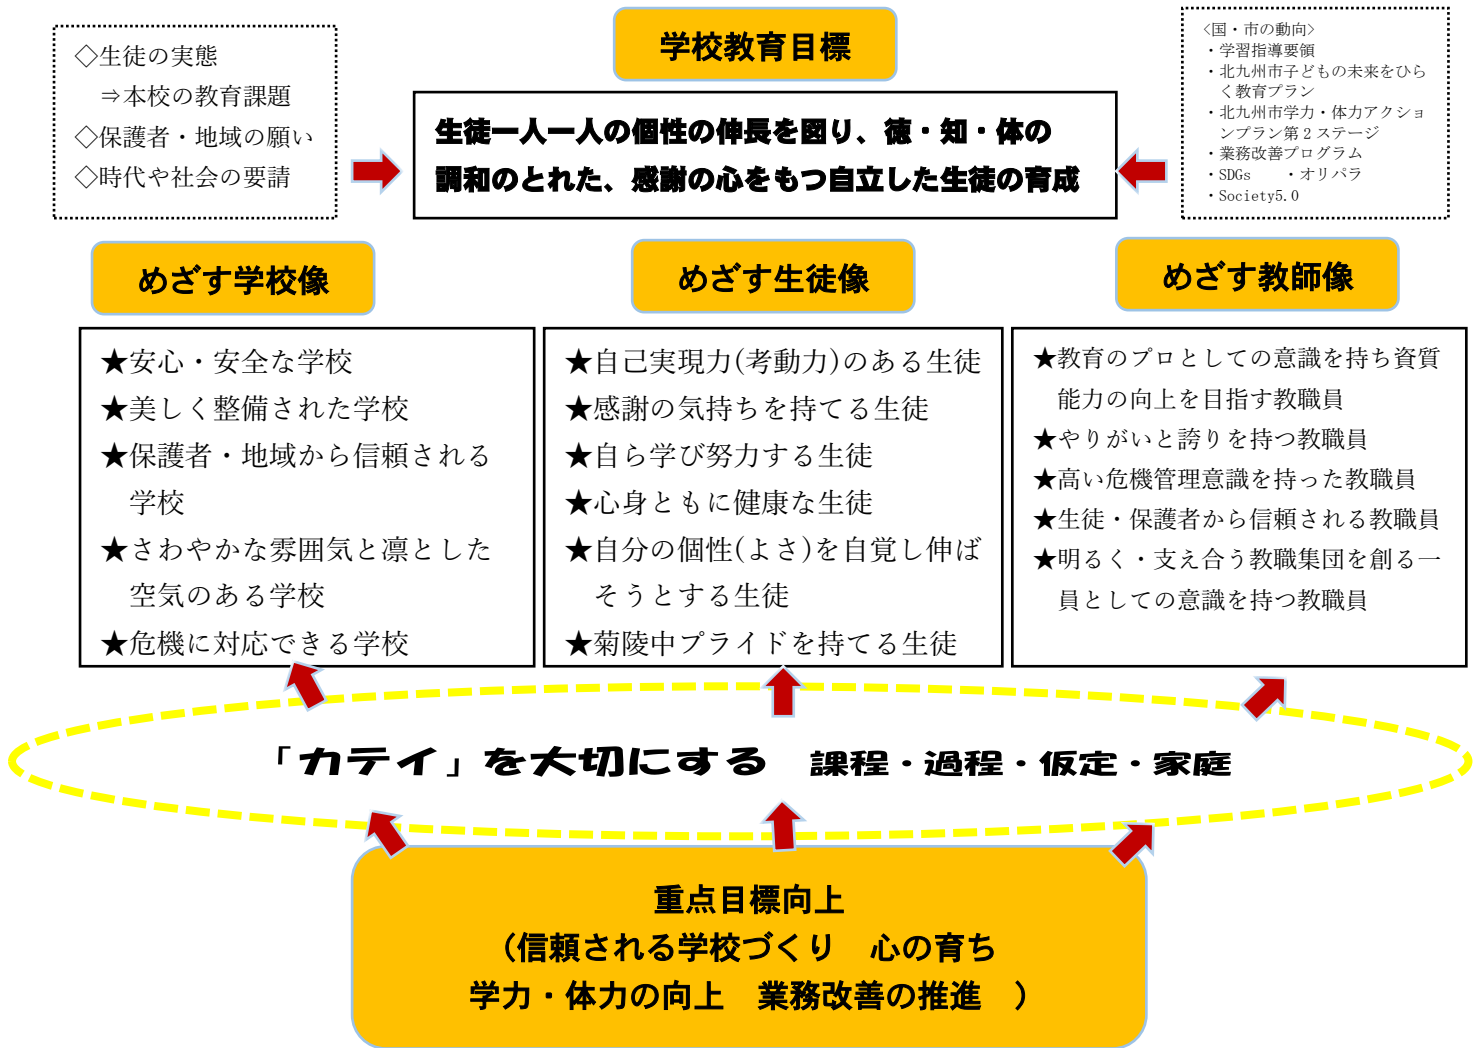 ◇生徒の実態
⇒本校の教育課題
◇保護者・地域の願い
◇時代や社会の要請
学校教育目標
生徒一人一人の個性の伸長を図り、徳・知・体の
調和のとれた、感謝の心をもつ自立した生徒の育成
<国・市の動向>
・学習指導要領
・北九州市子どもの未来をひら
く教育プラン
・北九州市学力・体力アクショ
ンプラン第2ステージ
・業務改善プログラム
・SDGs ・オリパラ
・Society5.0
めざす学校像
★安心・安全な学校
★美しく整備された学校
★保護者・地域から信頼される
学校
★さわやかな雰囲気と凛とした
空気のある学校
★危機に対応できる学校
めざす生徒像
★自己実現力(考動力)のある生徒
★感謝の気持ちを持てる生徒
★自ら学び努力する生徒
★心身ともに健康な生徒
★自分の個性(よさ)を自覚し伸ば
そうとする生徒
★菊陵中プライドを持てる生徒
めざす教師像
★教育のプロとしての意識を持ち資質
能力の向上を目指す教職員
★やりがいと誇りを持つ教職員
★高い危機管理意識を持った教職員
★生徒・保護者から信頼される教職員
★明るく・支え合う教職集団を創る一
員としての意識を持つ教職員
「カテイ」を大切にする 課程・過程・仮定・家庭
重点目標向上
（信頼される学校づくり 心の育ち
学力・体力の向上 業務改善の推進 ）